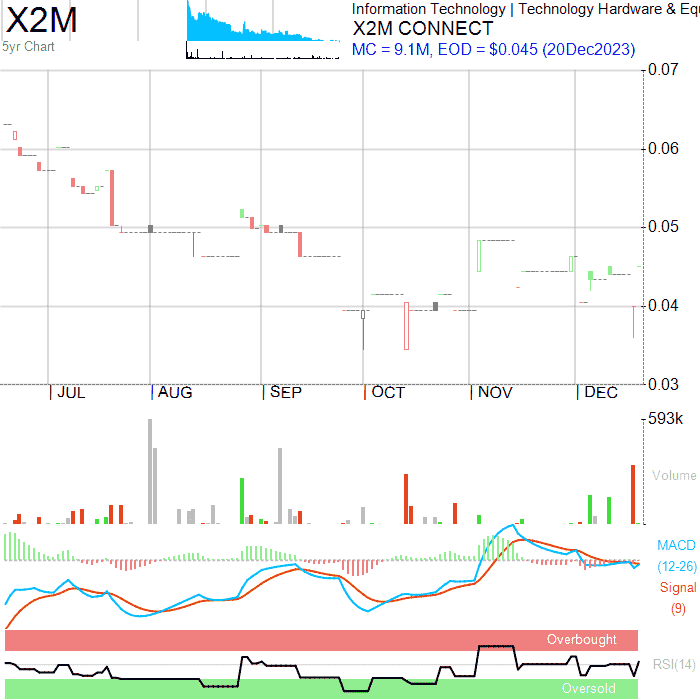 X2M
5yr Chart
Information Technology | Technology Hardware & Equ
X2M CONNECT
MC = 9.1M, EOD = $0.045 (20Dec2023)
0.07
0.06
0.05
0.04
0.03
JUL AUG SEP OCT NOV DEC
593k
Volume
MACD
(12-26)
Signal
(9)
Overbought
RSI(14)
Oversold